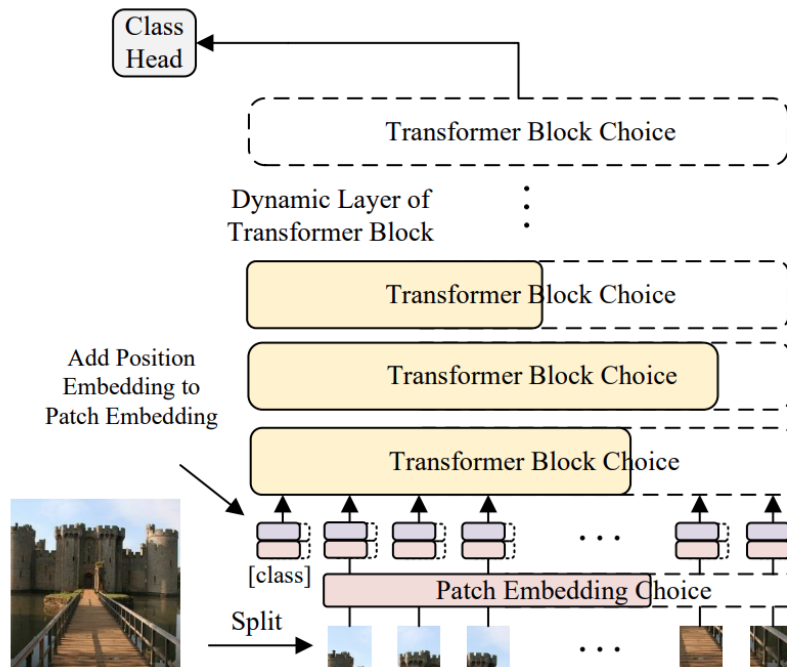 Class
Head
Transformer Block Choice
Dynamic Layer of
Transformer Block
Transformer Block Choice
Add Position
Embedding to
Patch Embedding
Transformer Block Choice
Transformer Block Choice
[class]
Patch Embedding Choice
Split